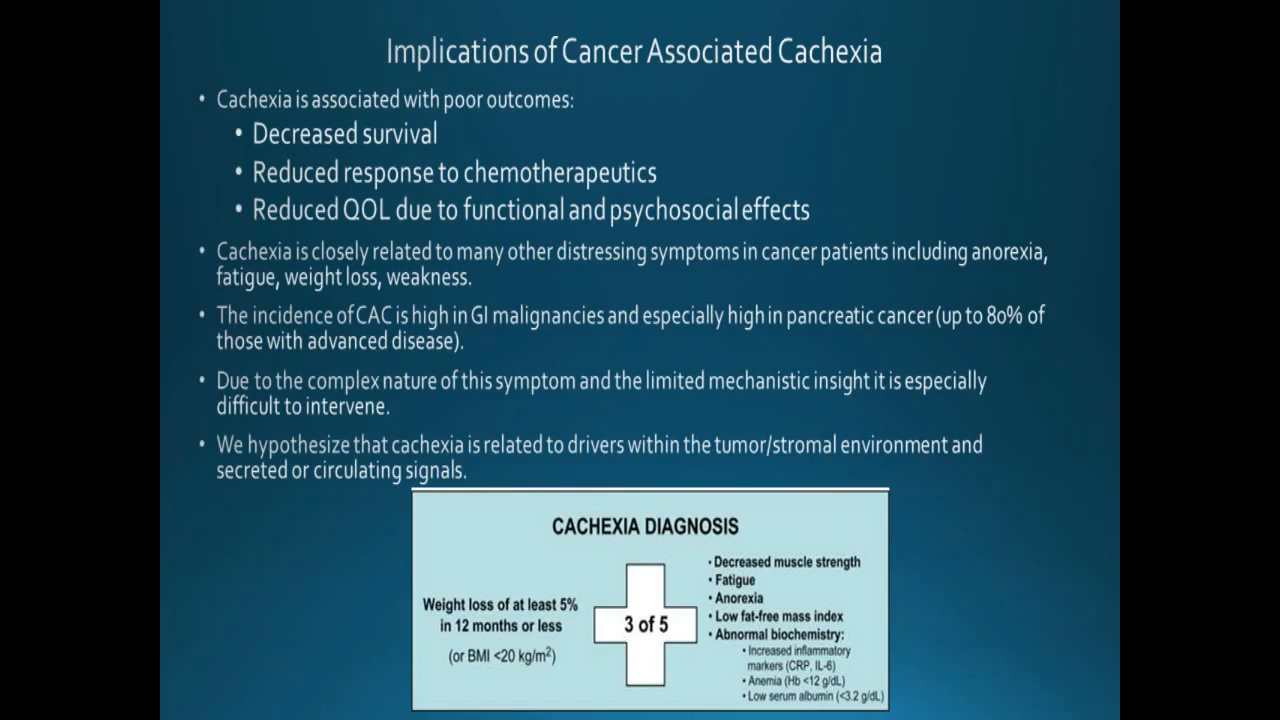 Implications of Cancer Associated Cachexia
• Cachexia is associated with poor outcomes:
• Decreased survival
• Reduced response to chemotherapeutics
• Reduced QOL due to functional and psychosocial effects
• Cachexia is closely related to many other distressing symptoms in cancer patients including anorexia,
fatigue, weight loss, weakness.
• The incidence of CAC is high in GI malignancies and especially high in pancreatic cancer (up to 80% of
those with advanced disease).
• Due to the complex nature of this symptom and the limited mechanistic insight it is especially
difficult to intervene.
• We hypothesize that cachexia is related to drivers within the tumor/stromal environment and
secreted or circulating signals.
CACHEXIA DIAGNOSIS
Weight loss of at least 5%
in 12 months or less
(or BMI <20 kg/m²)
3 of 5
• Decreased muscle strength
• Fatigue
• Anorexia
• Low fat-free mass index
• Abnormal biochemistry:
• Increased inflammatory
markers (CRP, IL-6)
• Anemia (Hb <12 g/dL)
• Low serum albumin (<3.2 g/dL)